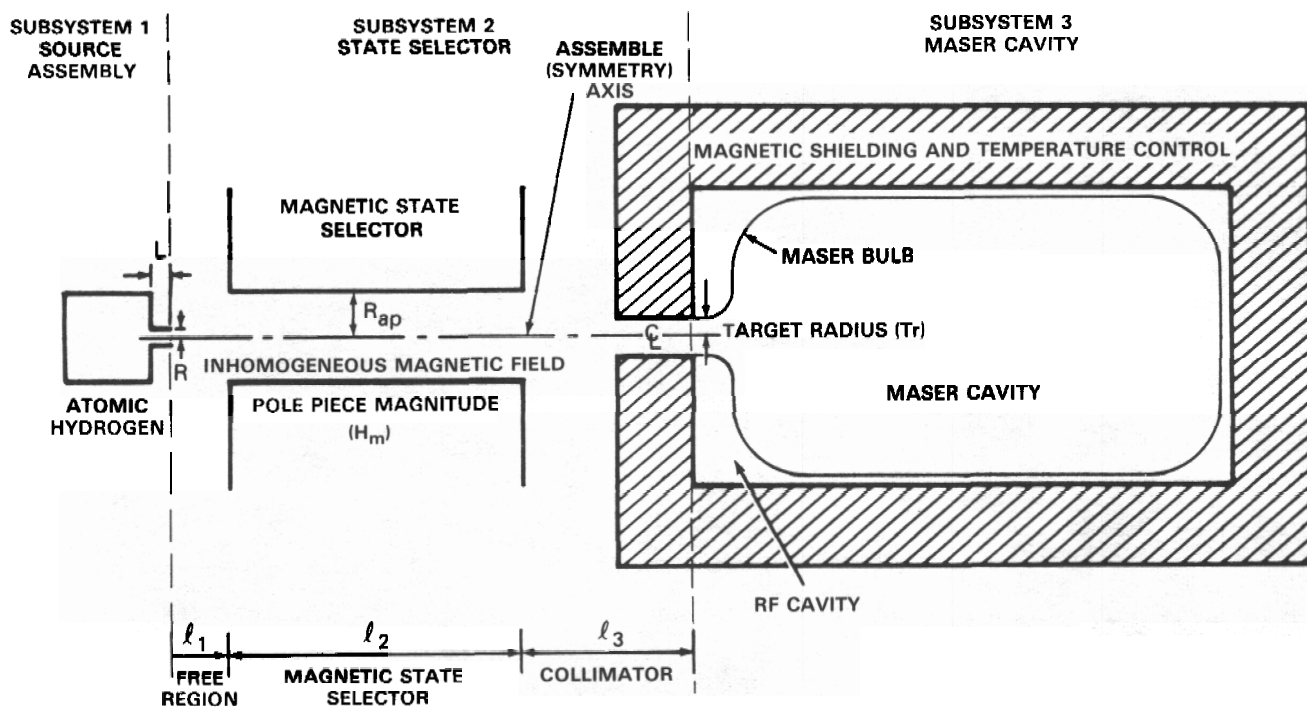 SUBSYSTEM 1
SOURCE
ASSEMBLY
SUBSYSTEM 2
STATE SELECTOR
SUBSYSTEM 3
MASER CAVITY
ASSEMBLE
(SYMMETRY)
AXIS
MAGNETIC SHIELDING AND TEMPERATURE CONTROL
MAGNETIC STATE
SELECTOR
MASER BULB
L
R_ap
R
℄
TARGET RADIUS (Tr)
INHOMOGENEOUS MAGNETIC FIELD
MASER CAVITY
ATOMIC
HYDROGEN
POLE PIECE MAGNITUDE
(H_m)
RF CAVITY
ℓ_1
ℓ_2
ℓ_3
FREE
REGION
MAGNETIC STATE
SELECTOR
COLLIMATOR